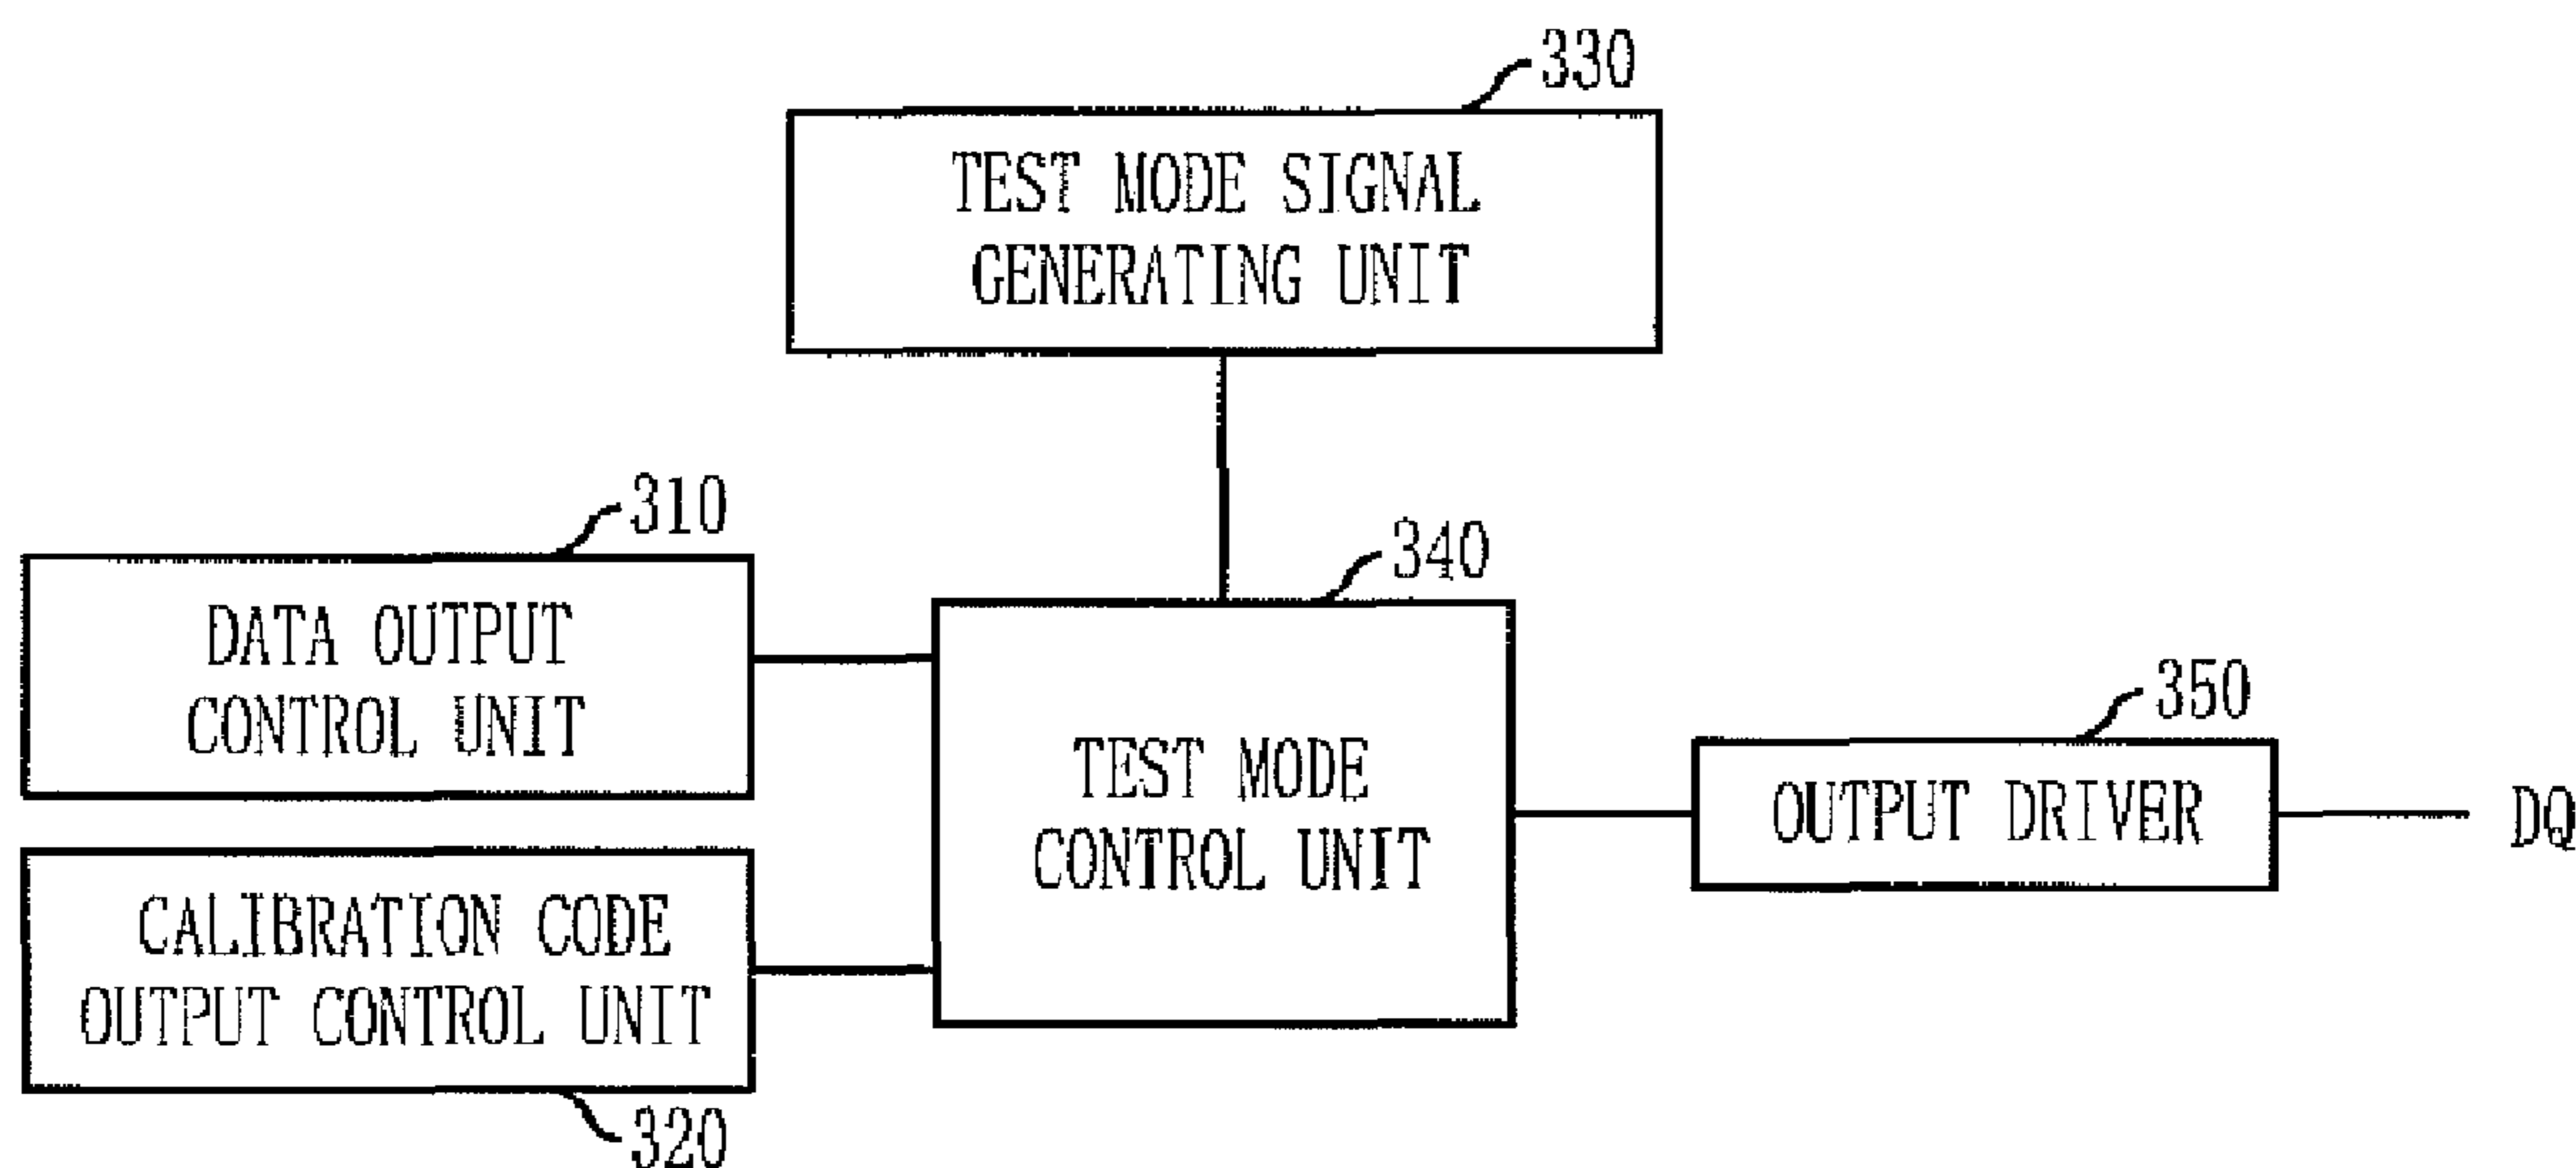 330
TEST MODE SIGNAL
GENERATING UNIT
310
DATA OUTPUT
CONTROL UNIT
340
TEST MODE
CONTROL UNIT
350
OUTPUT DRIVER
DQ
CALIBRATION CODE
OUTPUT CONTROL UNIT
320